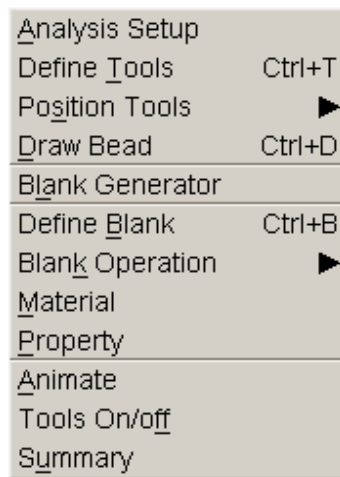 Analysis Setup
Define Tools Ctrl+T
Position Tools
Draw Bead Ctrl+D
Blank Generator
Define Blank Ctrl+B
Blank Operation
Material
Property
Animate
Tools On/off
Summary